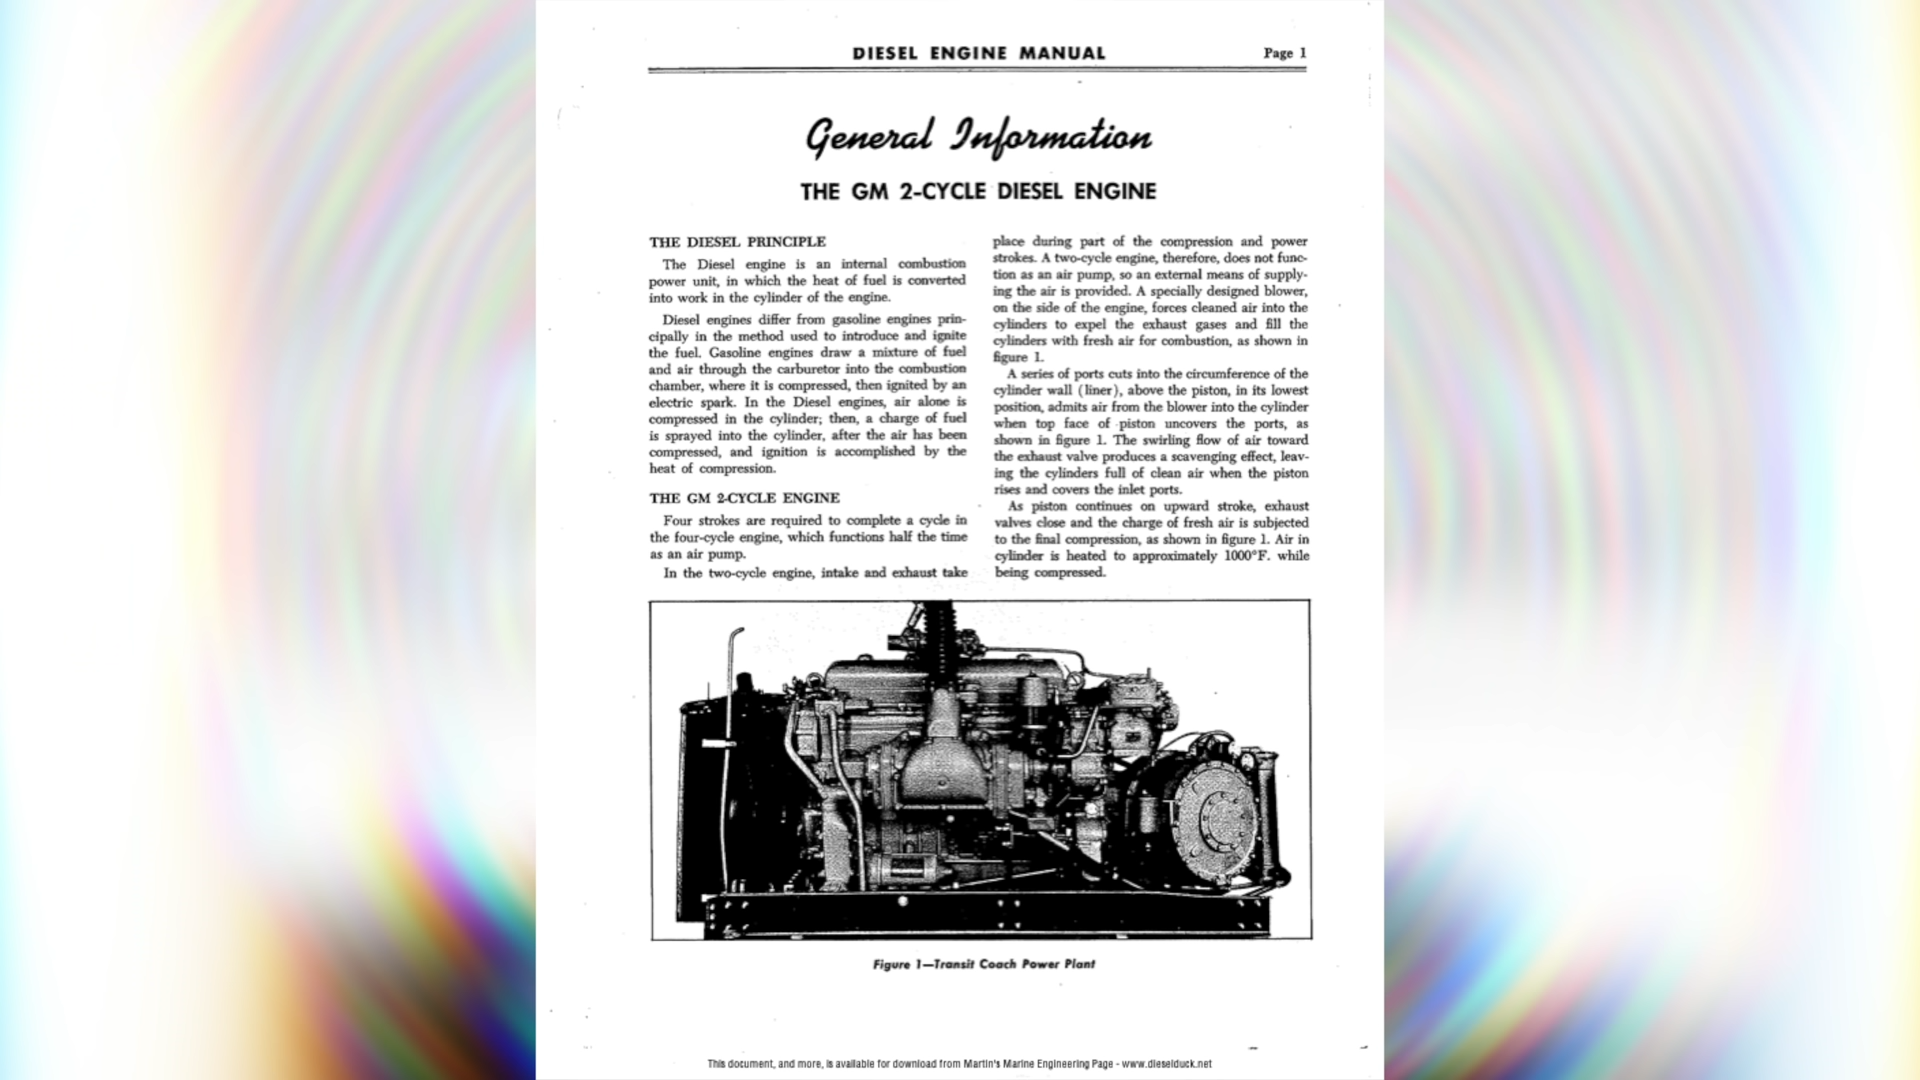 DIESEL ENGINE MANUAL
Page 1
General Information
THE GM 2-CYCLE DIESEL ENGINE
THE DIESEL PRINCIPLE
The Diesel engine is an internal combustion
power unit, in which the heat of fuel is converted
into work in the cylinder of the engine.
Diesel engines differ from gasoline engines prin-
cipally in the method used to introduce and ignite
the fuel. Gasoline engines draw a mixture of fuel
and air through the carburetor into the combustion
chamber, where it is compressed, then ignited by an
electric spark. In the Diesel engines, air alone is
compressed in the cylinder; then, a charge of fuel
is sprayed into the cylinder, after the air has been
compressed, and ignition is accomplished by the
heat of compression.
THE GM 2-CYCLE ENGINE
Four strokes are required to complete a cycle in
the four-cycle engine, which functions half the time
as an air pump.
In the two-cycle engine, intake and exhaust take
place during part of the compression and power
strokes. A two-cycle engine, therefore, does not func-
tion as an air pump, so an external means of supply-
ing the air is provided. A specially designed blower,
on the side of the engine, forces cleaned air into the
cylinders to expel the exhaust gases and fill the
cylinders with fresh air for combustion, as shown in
figure 1.
A series of ports cuts into the circumference of the
cylinder wall (liner), above the piston, in its lowest
position, admits air from the blower into the cylinder
when top face of piston uncovers the ports, as
shown in figure 1. The swirling flow of air toward
the exhaust valve produces a scavenging effect, leav-
ing the cylinders full of clean air when the piston
rises and covers the inlet ports.
As piston continues on upward stroke, exhaust
valves close and the charge of fresh air is subjected
to the final compression, as shown in figure 1. Air in
cylinder is heated to approximately 1000°F. while
being compressed.
Figure 1—Transit Coach Power Plant
This document, and more, is available for download from Martin's Marine Engineering Page - www.dieselduck.net